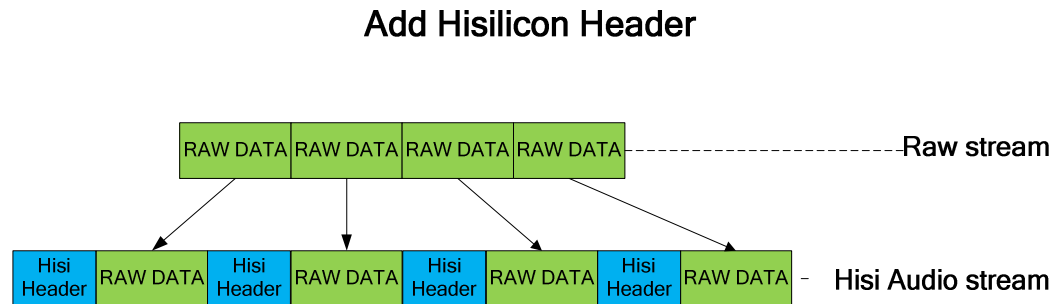 Add Hisilicon Header
RAW DATA RAW DATA RAW DATA RAW DATA Raw stream
Hisi Header RAW DATA Hisi Header RAW DATA Hisi Header RAW DATA Hisi Header RAW DATA Hisi Audio stream